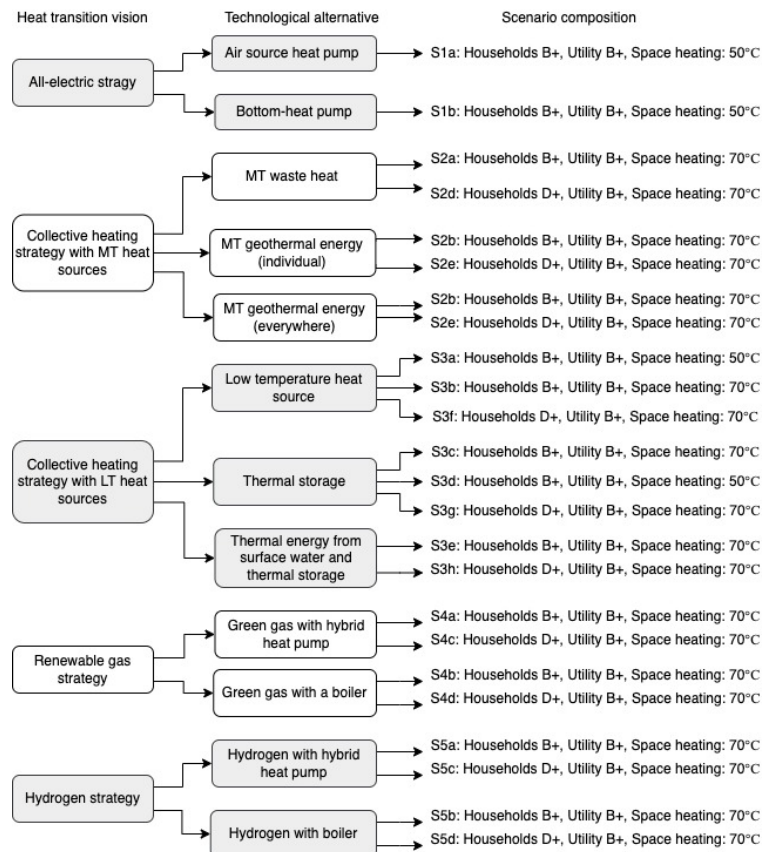 Heat transition vision
Technological alternative
Scenario composition
All-electric stragy
Air source heat pump
S1a: Households B+, Utility B+, Space heating: 50°C
Bottom-heat pump
S1b: Households B+, Utility B+, Space heating: 50°C
Collective heating
strategy with MT heat
sources
MT waste heat
S2a: Households B+, Utility B+, Space heating: 70°C
S2d: Households D+, Utility B+, Space heating: 70°C
MT geothermal energy
(individual)
S2b: Households B+, Utility B+, Space heating: 70°C
S2e: Households D+, Utility B+, Space heating: 70°C
MT geothermal energy
(everywhere)
S2b: Households B+, Utility B+, Space heating: 70°C
S2e: Households D+, Utility B+, Space heating: 70°C
Collective heating
strategy with LT heat
sources
Low temperature heat
source
S3a: Households B+, Utility B+, Space heating: 50°C
S3b: Households B+, Utility B+, Space heating: 70°C
S3f: Households D+, Utility B+, Space heating: 70°C
Thermal storage
S3c: Households B+, Utility B+, Space heating: 70°C
S3d: Households B+, Utility B+, Space heating: 50°C
S3g: Households D+, Utility B+, Space heating: 70°C
Thermal energy from
surface water and
thermal storage
S3e: Households B+, Utility B+, Space heating: 70°C
S3h: Households D+, Utility B+, Space heating: 70°C
Renewable gas
strategy
Green gas with hybrid
heat pump
S4a: Households B+, Utility B+, Space heating: 70°C
S4c: Households D+, Utility B+, Space heating: 70°C
Green gas with a boiler
S4b: Households B+, Utility B+, Space heating: 70°C
S4d: Households D+, Utility B+, Space heating: 70°C
Hydrogen strategy
Hydrogen with hybrid
heat pump
S5a: Households B+, Utility B+, Space heating: 70°C
S5c: Households D+, Utility B+, Space heating: 70°C
Hydrogen with boiler
S5b: Households B+, Utility B+, Space heating: 70°C
S5d: Households D+, Utility B+, Space heating: 70°C